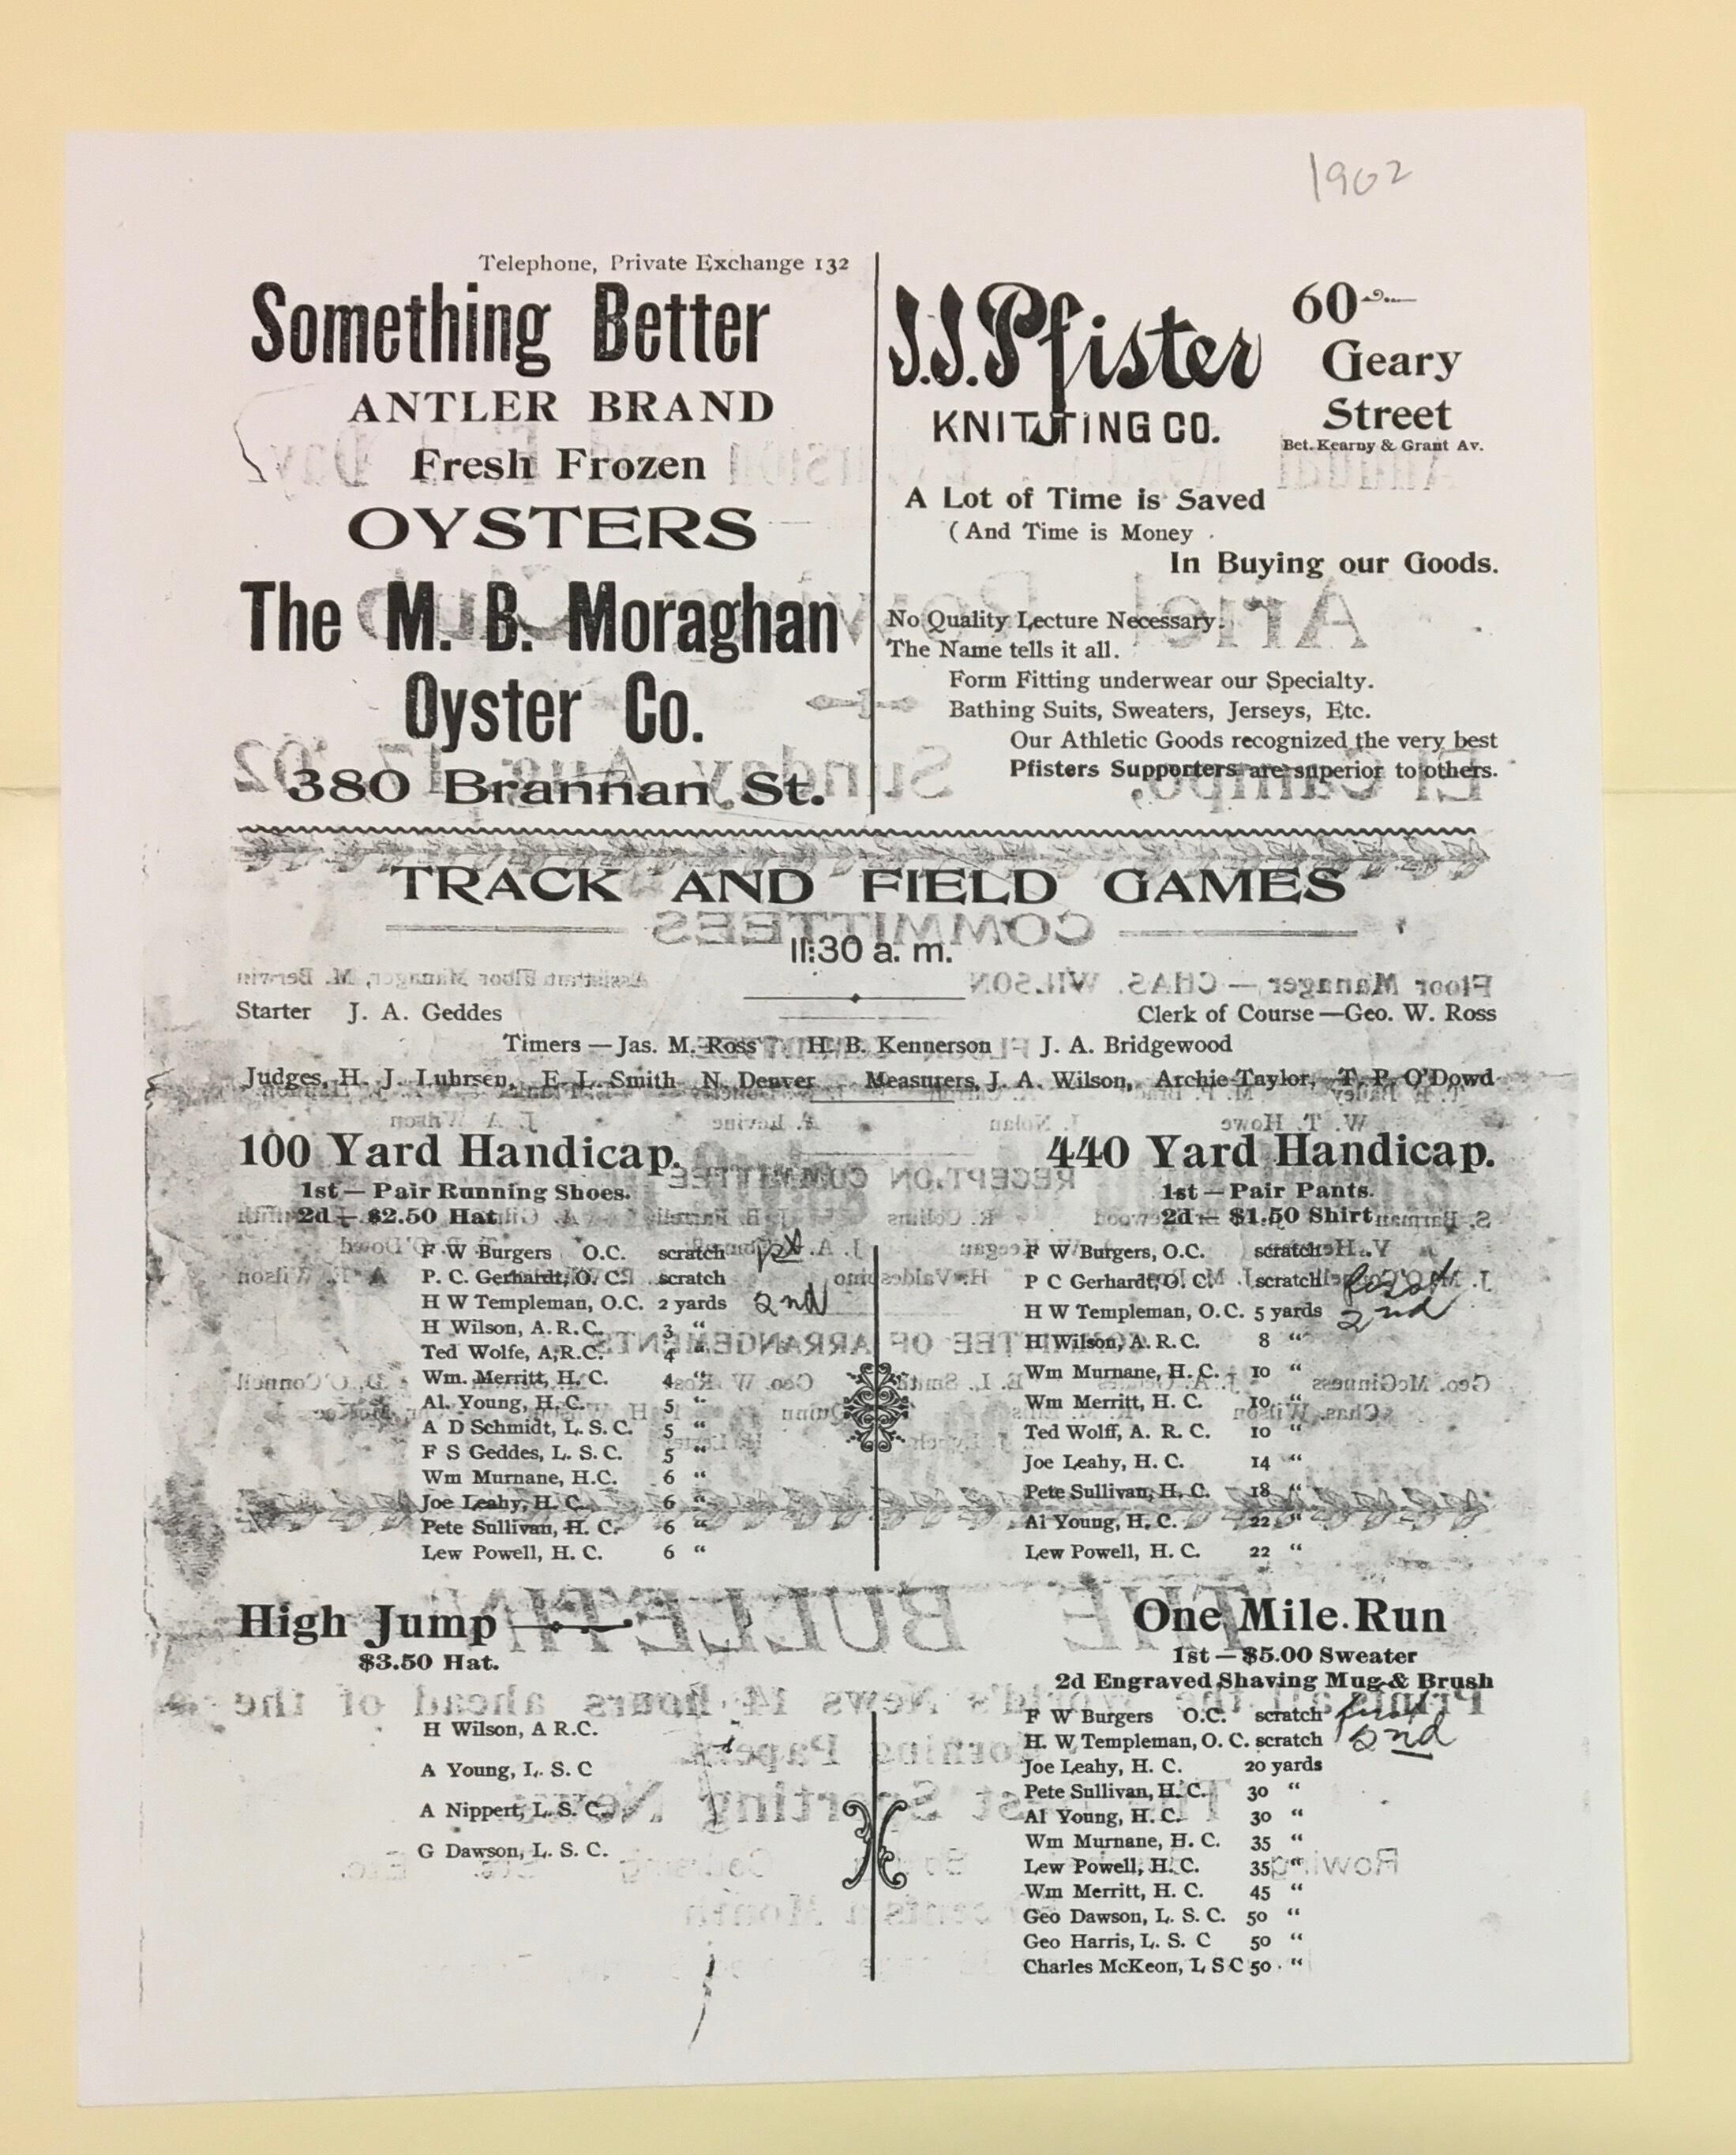 1902
Telephone, Private Exchange 132
Something Better
ANTLER BRAND
Fresh Frozen
OYSTERS
The M. B. Moraghan
Oyster Co.
380 Brannan St.
J.J. Pfister
KNITTING CO.
60
Geary
Street
Bet. Kearny & Grant Av.
A Lot of Time is Saved
(And Time is Money
In Buying our Goods.
No Quality Lecture Necessary.
The Name tells it all.
Form Fitting underwear our Specialty.
Bathing Suits, Sweaters, Jerseys, Etc.
Our Athletic Goods recognized the very best
Pfisters Supporters are superior to others.
TRACK AND FIELD GAMES
11:30 a. m.
Starter J. A. Geddes
Clerk of Course—Geo. W. Ross
Timers — Jas. M. Ross H. B. Kennerson J. A. Bridgewood
Judges, H. J. Luhrsen, E. L. Smith N. Denver Measurers, J. A. Wilson, Archie Taylor, T. P. O'Dowd
100 Yard Handicap.
1st — Pair Running Shoes.
2d — $2.50 Hat
F W Burgers O.C. scratch 1st
P. C. Gerhardt, O. C. scratch
H W Templeman, O.C. 2 yards 2nd
H Wilson, A.R.C. 3 "
Ted Wolfe, A,R.C. 4 "
Wm. Merritt, H. C. 4 "
Al. Young, H. C. 5 "
A D Schmidt, L. S. C. 5 "
F S Geddes, L. S. C. 5 "
Wm Murnane, H.C. 6 "
Joe Leahy, H. C. 6 "
Pete Sullivan, H. C. 6 "
Lew Powell, H. C. 6 "
440 Yard Handicap.
1st — Pair Pants.
2d — $1.50 Shirt
F W Burgers, O.C. scratch
P C Gerhardt, O. C. scratch first
H W Templeman, O.C. 5 yards 2nd
H Wilson, A. R. C. 8 "
Wm Murnane, H. C. 10 "
Wm Merritt, H. C. 10 "
Ted Wolff, A. R. C. 10 "
Joe Leahy, H. C. 14 "
Pete Sullivan, H. C. 18 "
Al Young, H. C. 22 "
Lew Powell, H. C. 22 "
High Jump
$3.50 Hat.
H Wilson, A R.C.
A Young, L. S. C
A Nippert, L. S. C.
G Dawson, L. S. C.
One Mile Run
1st — $5.00 Sweater
2d Engraved Shaving Mug & Brush
F W Burgers O.C. scratch first
H. W Templeman, O. C. scratch 2nd
Joe Leahy, H. C. 20 yards
Pete Sullivan, H. C. 30 "
Al Young, H. C. 30 "
Wm Murnane, H. C. 35 "
Lew Powell, H. C. 35 "
Wm Merritt, H. C. 45 "
Geo Dawson, L. S. C. 50 "
Geo Harris, L. S. C 50 "
Charles McKeon, L S C 50 "